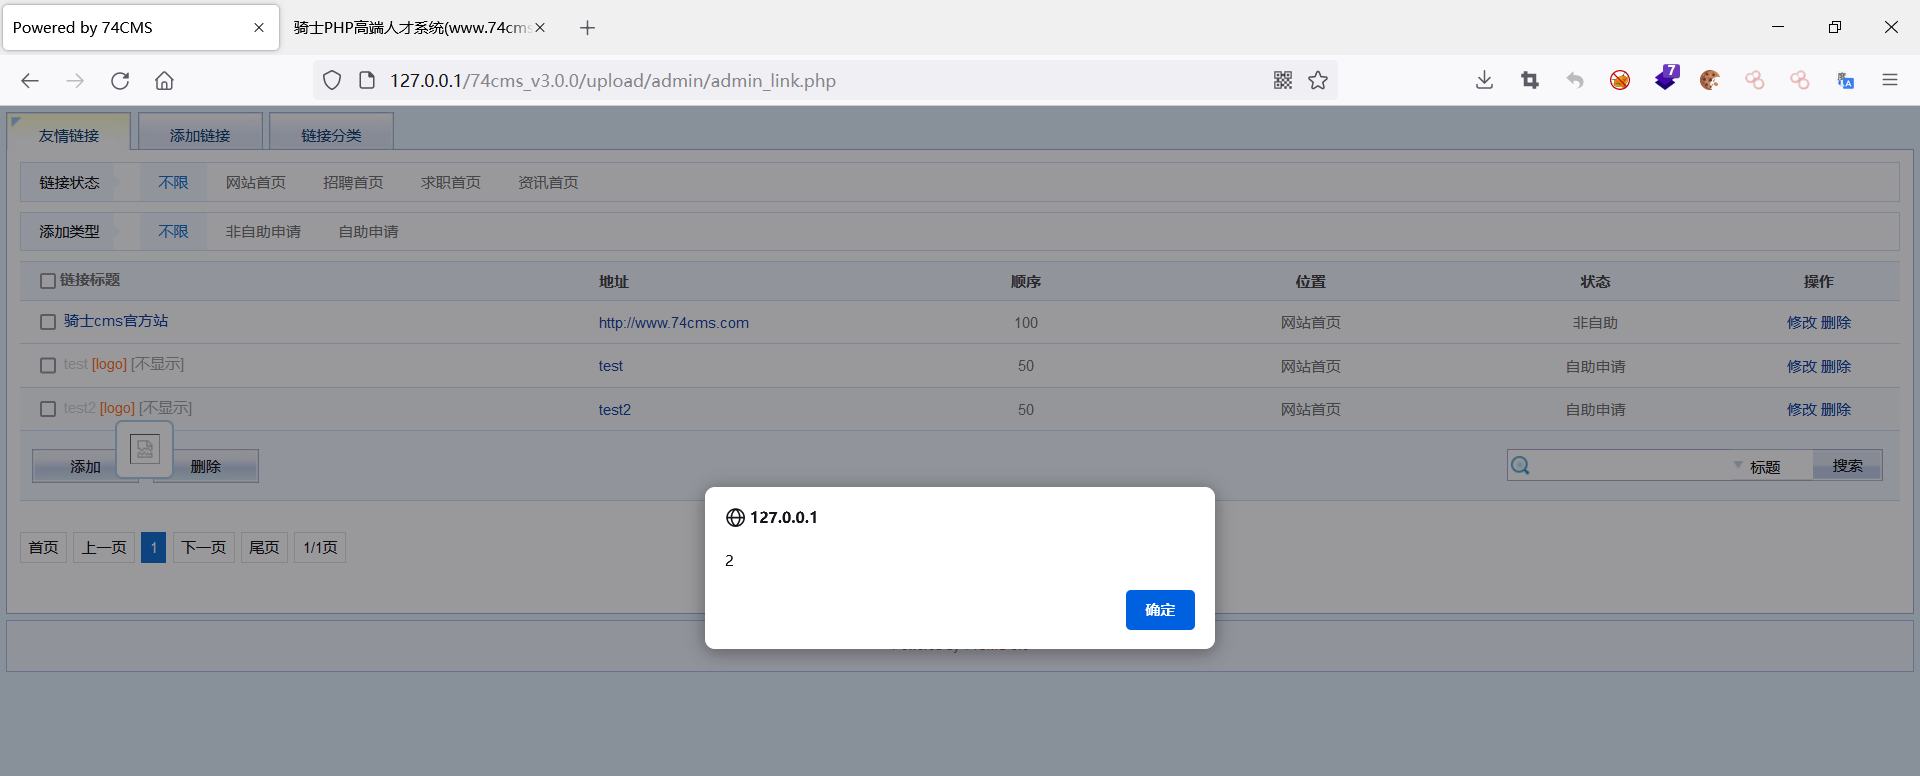 Powered by 74CMS
骑士PHP高端人才系统(www.74cms
127.0.0.1/74cms_v3.0.0/upload/admin/admin_link.php
7
友情链接 添加链接 链接分类
链接状态 不限 网站首页 招聘首页 求职首页 资讯首页
添加类型 不限 非自助申请 自助申请
链接标题 地址 顺序 位置 状态 操作
骑士cms官方站 http://www.74cms.com 100 网站首页 非自助 修改 删除
test [logo] [不显示] test 50 网站首页 自助申请 修改 删除
test2 [logo] [不显示] test2 50 网站首页 自助申请 修改 删除
添加 删除 标题 搜索
首页 上一页 1 下一页 尾页 1/1页
127.0.0.1
2
确定